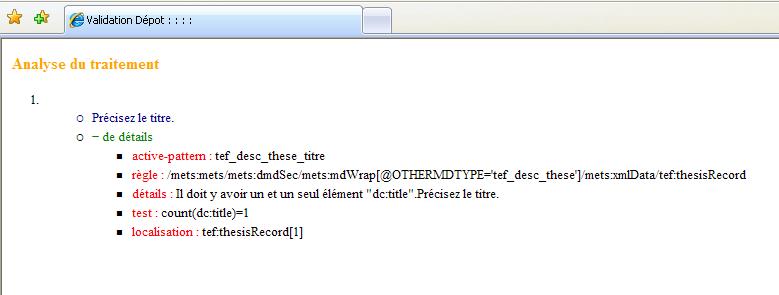 Validation Dépot : : : :
Analyse du traitement
1.
Précisez le titre.
− de détails
active-pattern : tef_desc_these_titre
règle : /mets:mets/mets:dmdSec/mets:mdWrap[@OTHERMDTYPE='tef_desc_these']/mets:xmlData/tef:thesisRecord
détails : Il doit y avoir un et un seul élément "dc:title".Précisez le titre.
test : count(dc:title)=1
localisation : tef:thesisRecord[1]